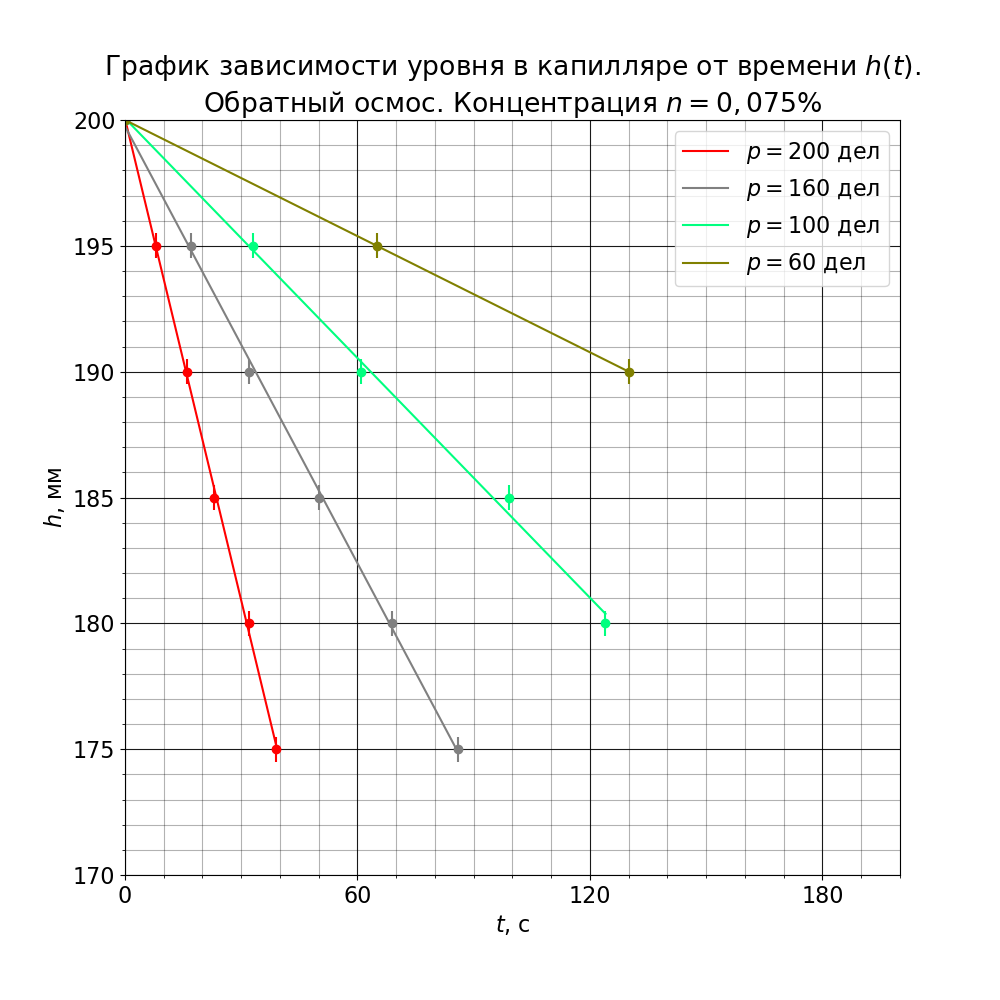 График зависимости уровня в капилляре от времени h(t).
Обратный осмос. Концентрация n = 0,075%
200
195
190
185
180
175
170
h, мм
p = 200 дел
p = 160 дел
p = 100 дел
p = 60 дел
0
60
120
180
t, с